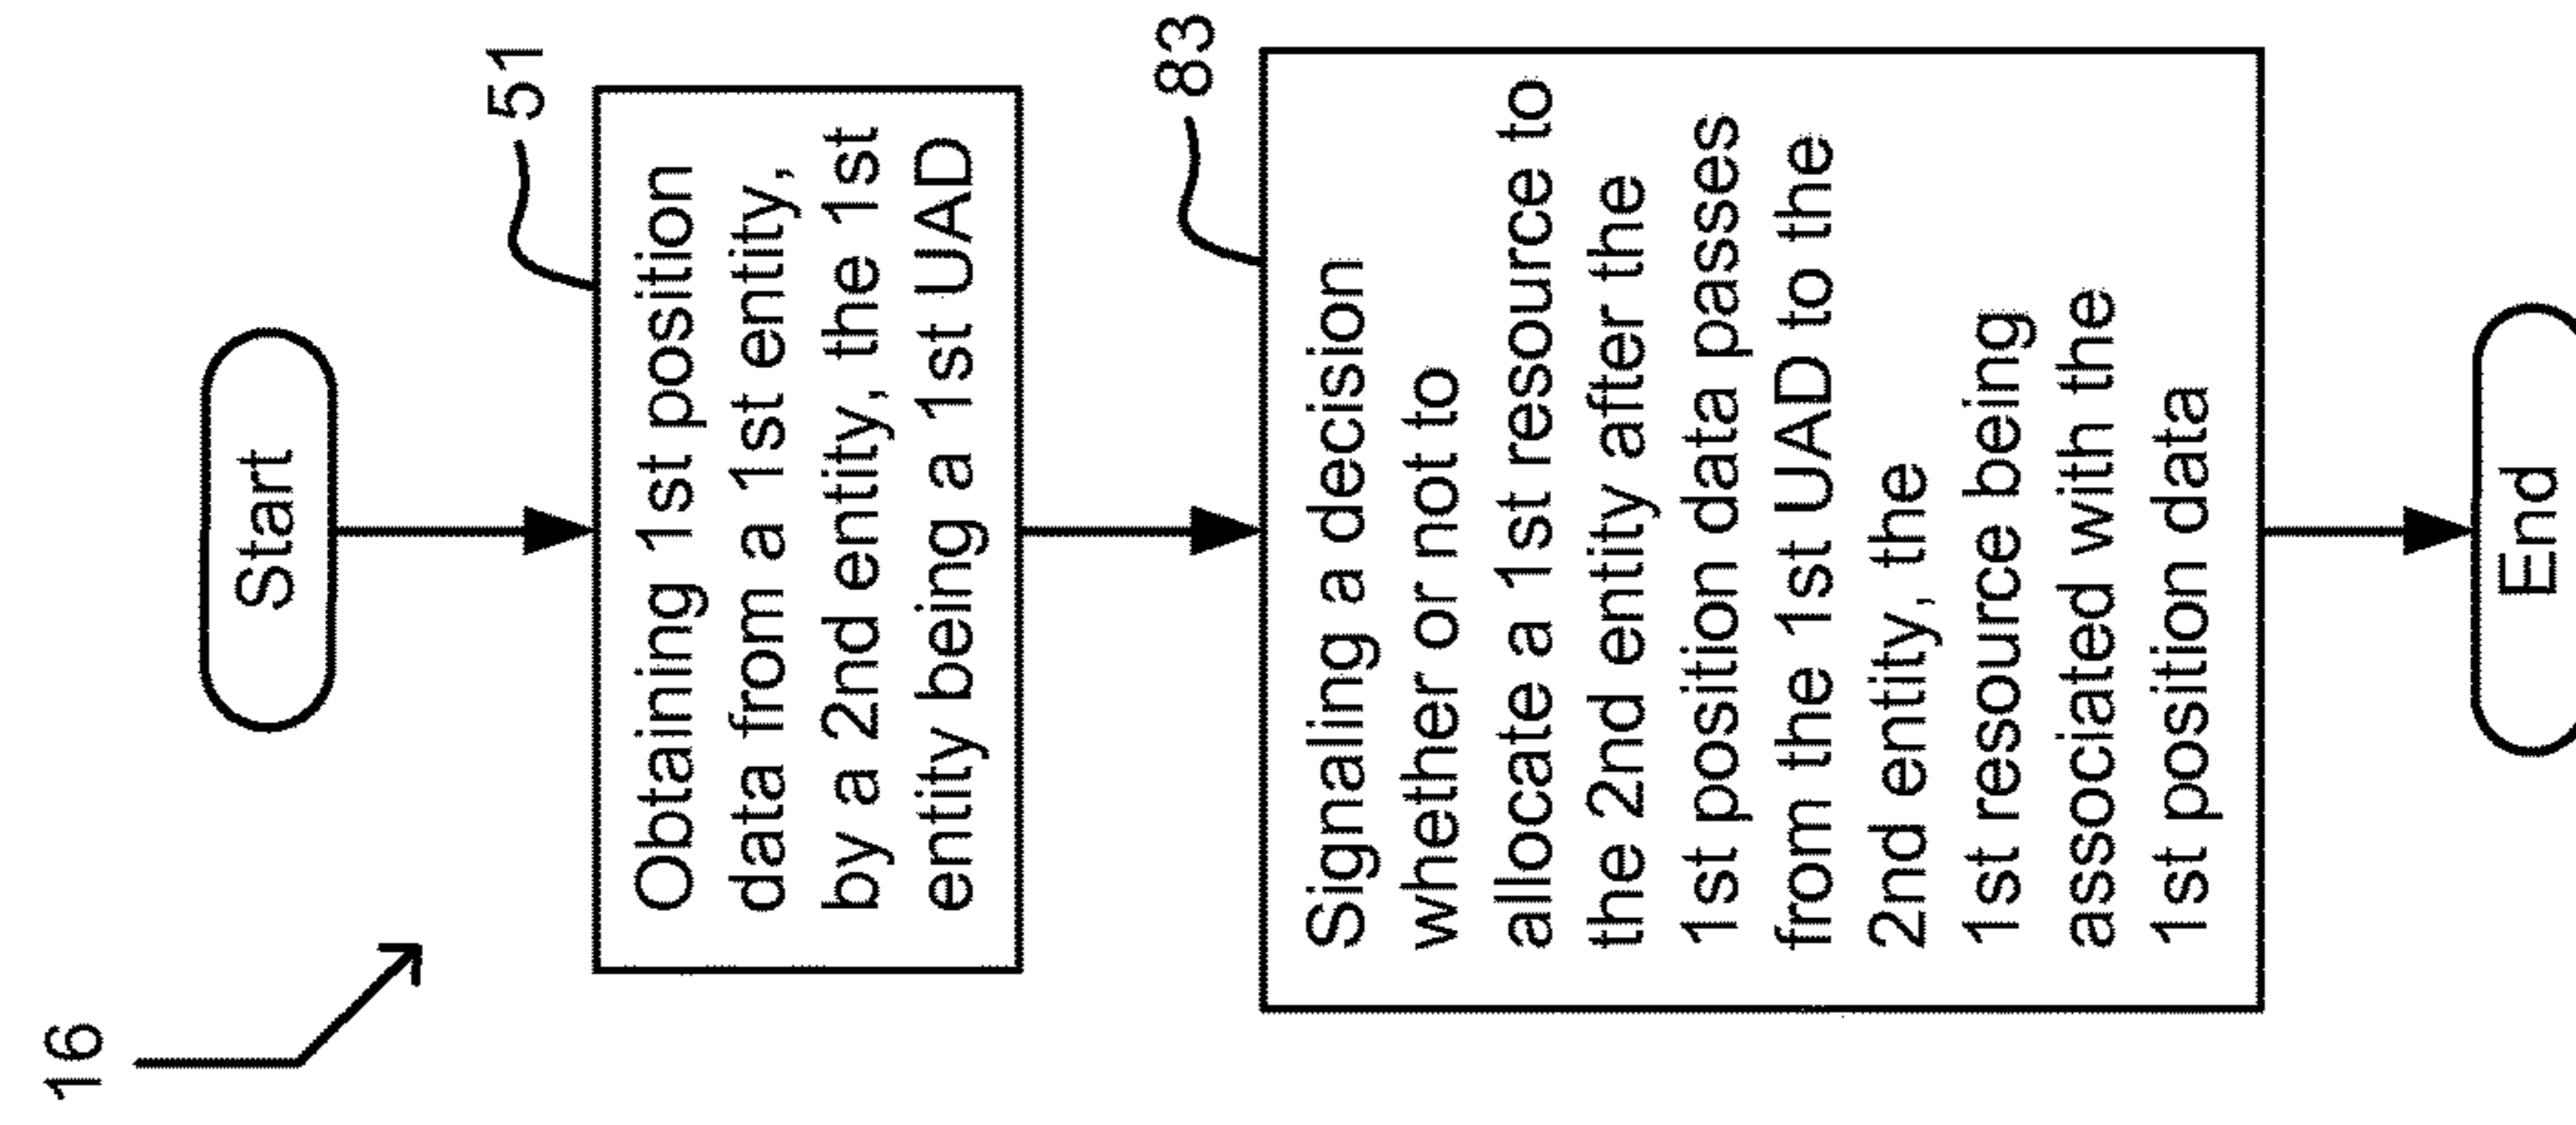 16
Start
51
Obtaining 1st position
data from a 1st entity,
by a 2nd entity, the 1st
entity being a 1st UAD
83
Signaling a decision
whether or not to
allocate a 1st resource to
the 2nd entity after the
1st position data passes
from the 1st UAD to the
2nd entity, the
1st resource being
associated with the
1st position data
End